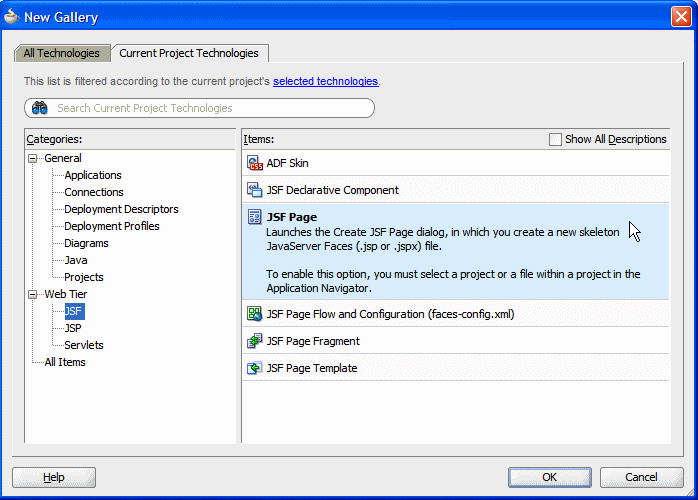 New Gallery
All Technologies
Current Project Technologies
This list is filtered according to the current project's selected technologies.
Search Current Project Technologies
Categories:
General
Applications
Connections
Deployment Descriptors
Deployment Profiles
Diagrams
Java
Projects
Web Tier
JSF
JSP
Servlets
All Items
Items:
Show All Descriptions
ADF Skin
JSF Declarative Component
JSF Page
Launches the Create JSF Page dialog, in which you create a new skeleton
JavaServer Faces (.jsp or .jspx) file.
To enable this option, you must select a project or a file within a project in the
Application Navigator.
JSF Page Flow and Configuration (faces-config.xml)
JSF Page Fragment
JSF Page Template
Help
OK
Cancel